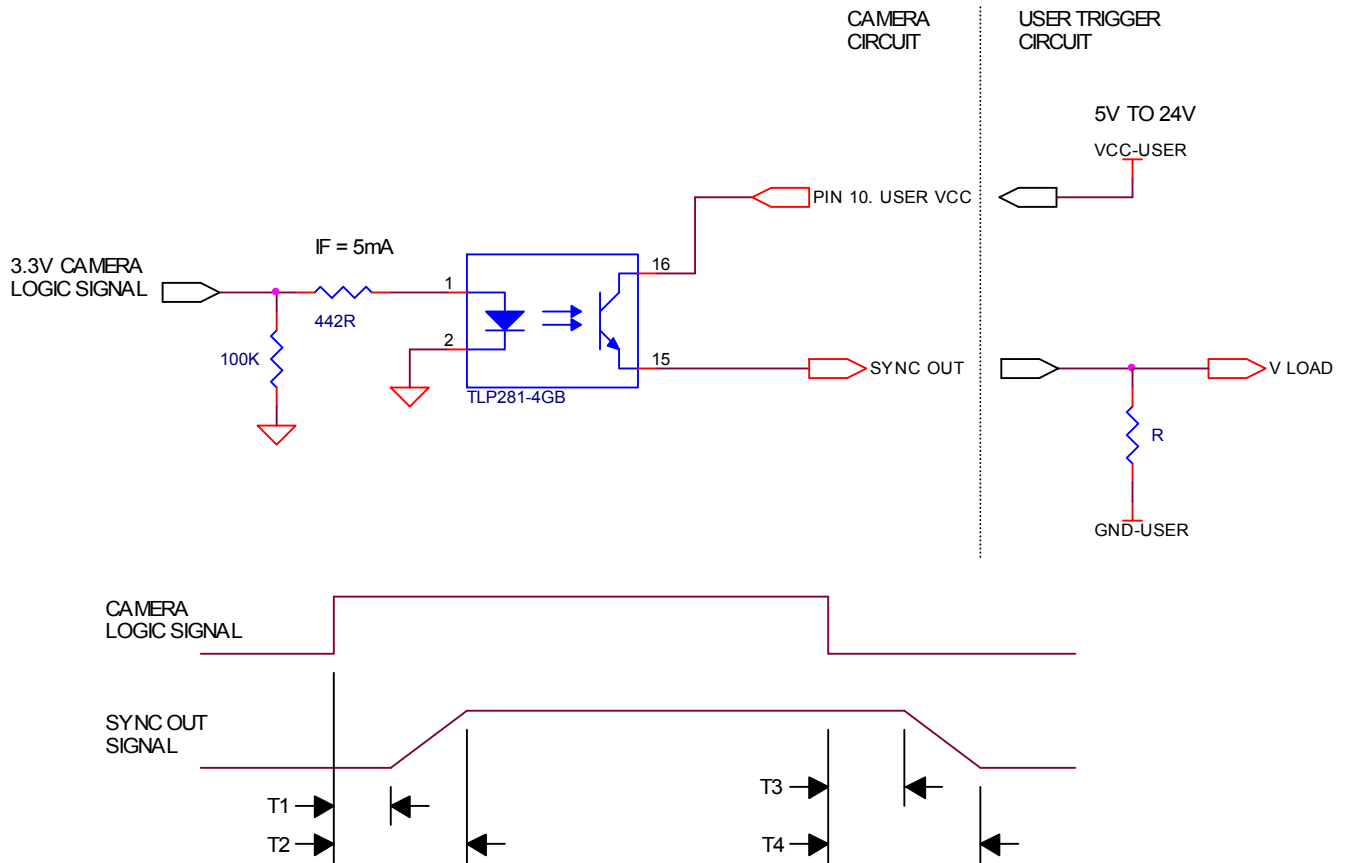 CAMERA
CIRCUIT
USER TRIGGER
CIRCUIT
5V TO 24V
VCC-USER
PIN 10. USER VCC
IF = 5mA
3.3V CAMERA
LOGIC SIGNAL
442R
100K
1
2
16
15
TLP281-4GB
SYNC OUT
V LOAD
R
GND-USER
CAMERA
LOGIC SIGNAL
SYNC OUT
SIGNAL
T1
T2
T3
T4